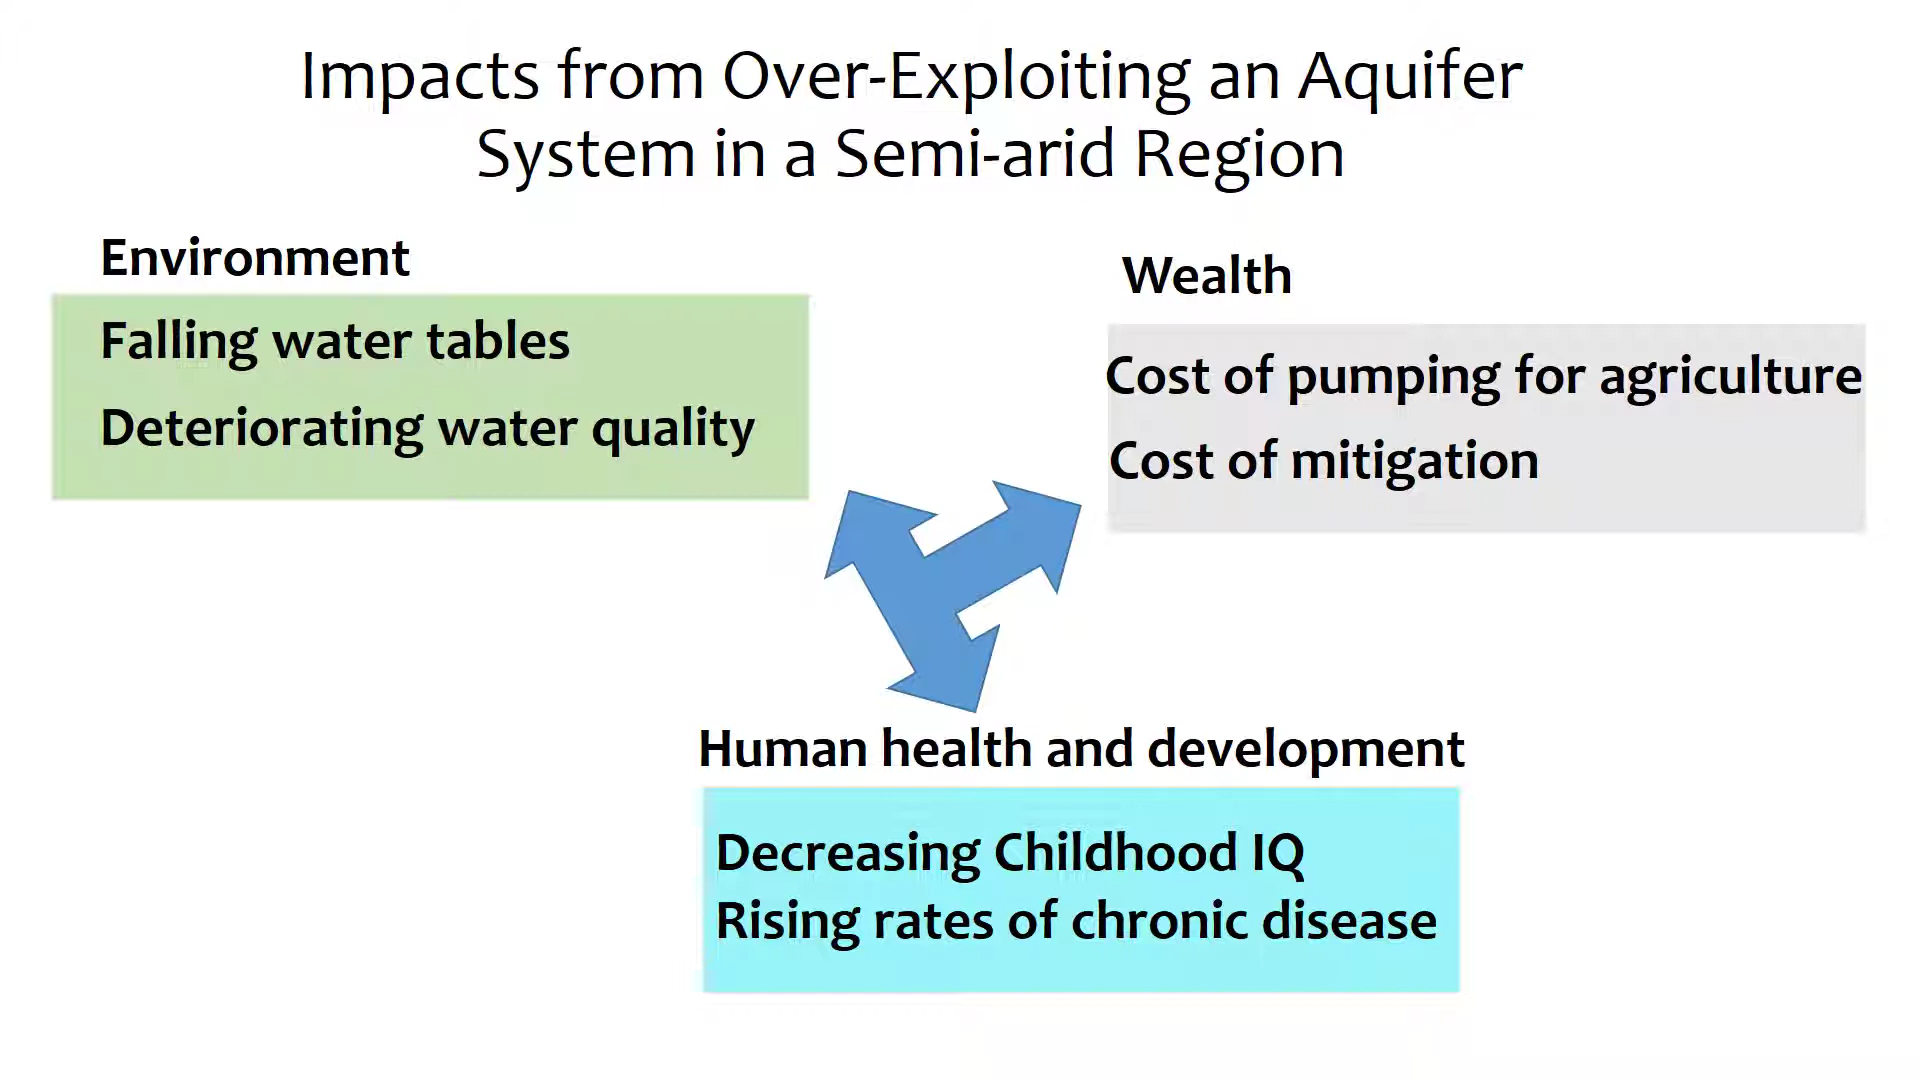 Impacts from Over-Exploiting an Aquifer
System in a Semi-arid Region
Environment
Falling water tables
Deteriorating water quality
Wealth
Cost of pumping for agriculture
Cost of mitigation
Human health and development
Decreasing Childhood IQ
Rising rates of chronic disease